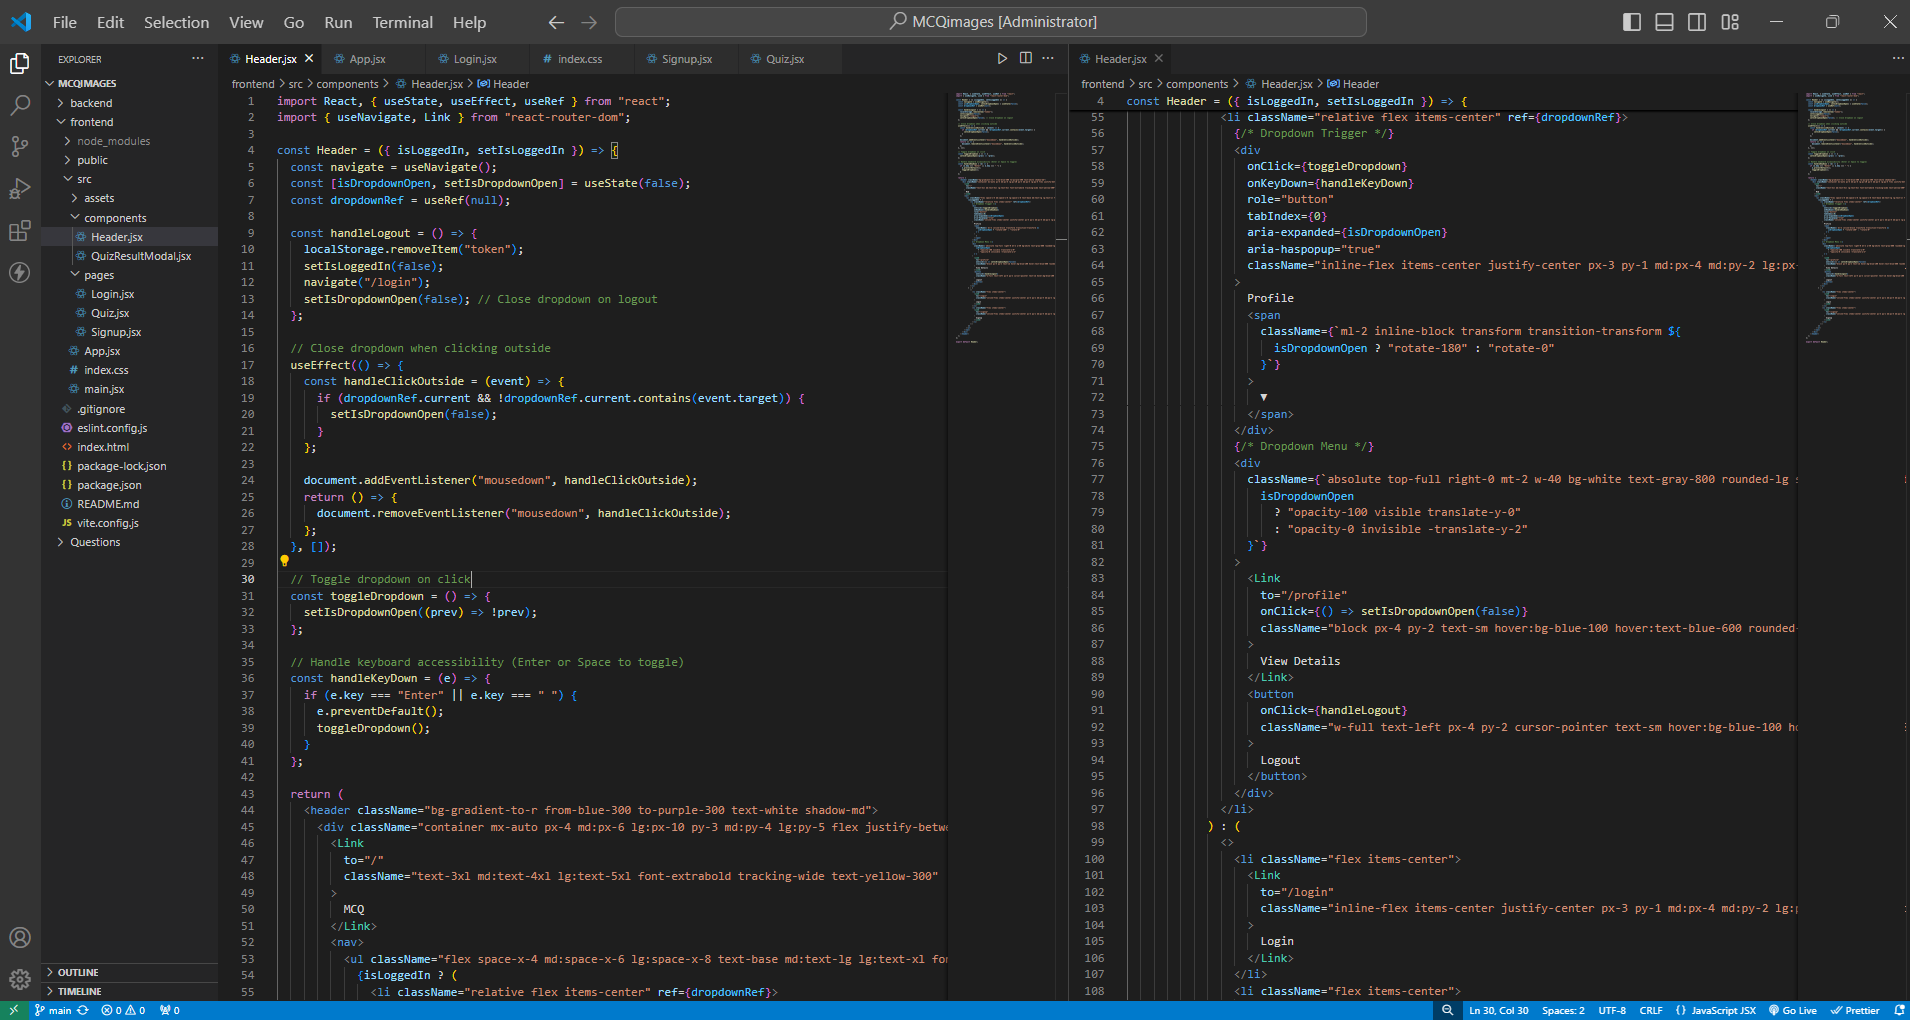 File Edit Selection View Go Run Terminal Help
MCQimages [Administrator]
EXPLORER
MCQIMAGES
backend
frontend
node_modules
public
src
assets
components
Header.jsx
QuizResultModal.jsx
pages
Login.jsx
Quiz.jsx
Signup.jsx
App.jsx
# index.css
main.jsx
.gitignore
eslint.config.js
<> index.html
{} package-lock.json
{} package.json
README.md
JS vite.config.js
Questions
OUTLINE
TIMELINE
Header.jsx App.jsx Login.jsx # index.css Signup.jsx Quiz.jsx
frontend > src > components > Header.jsx > Header
1 import React, { useState, useEffect, useRef } from "react";
2 import { useNavigate, Link } from "react-router-dom";
3
4 const Header = ({ isLoggedIn, setIsLoggedIn }) => {
5 const navigate = useNavigate();
6 const [isDropdownOpen, setIsDropdownOpen] = useState(false);
7 const dropdownRef = useRef(null);
8
9 const handleLogout = () => {
10 localStorage.removeItem("token");
11 setIsLoggedIn(false);
12 navigate("/login");
13 setIsDropdownOpen(false); // Close dropdown on logout
14 };
15
16 // Close dropdown when clicking outside
17 useEffect(() => {
18 const handleClickOutside = (event) => {
19 if (dropdownRef.current && !dropdownRef.current.contains(event.target)) {
20 setIsDropdownOpen(false);
21 }
22 };
23
24 document.addEventListener("mousedown", handleClickOutside);
25 return () => {
26 document.removeEventListener("mousedown", handleClickOutside);
27 };
28 }, []);
29
30 // Toggle dropdown on click
31 const toggleDropdown = () => {
32 setIsDropdownOpen((prev) => !prev);
33 };
34
35 // Handle keyboard accessibility (Enter or Space to toggle)
36 const handleKeyDown = (e) => {
37 if (e.key === "Enter" || e.key === " ") {
38 e.preventDefault();
39 toggleDropdown();
40 }
41 };
42
43 return (
44 <header className="bg-gradient-to-r from-blue-300 to-purple-300 text-white shadow-md">
45 <div className="container mx-auto px-4 md:px-6 lg:px-10 py-3 md:py-4 lg:py-5 flex justify-betwe
46 <Link
47 to="/"
48 className="text-3xl md:text-4xl lg:text-5xl font-extrabold tracking-wide text-yellow-300"
49 >
50 MCQ
51 </Link>
52 <nav>
53 <ul className="flex space-x-4 md:space-x-6 lg:space-x-8 text-base md:text-lg lg:text-xl fon
54 {isLoggedIn ? (
55 <li className="relative flex items-center" ref={dropdownRef}>
Header.jsx
frontend > src > components > Header.jsx > Header
4 const Header = ({ isLoggedIn, setIsLoggedIn }) => {
55 <li className="relative flex items-center" ref={dropdownRef}>
56 {/* Dropdown Trigger */}
57 <div
58 onClick={toggleDropdown}
59 onKeyDown={handleKeyDown}
60 role="button"
61 tabIndex={0}
62 aria-expanded={isDropdownOpen}
63 aria-haspopup="true"
64 className="inline-flex items-center justify-center px-3 py-1 md:px-4 md:py-2 lg:px-
65 >
66 Profile
67 <span
68 className={`ml-2 inline-block transform transition-transform ${
69 isDropdownOpen ? "rotate-180" : "rotate-0"
70 }`}
71 >
72 ▼
73 </span>
74 </div>
75 {/* Dropdown Menu */}
76 <div
77 className={`absolute top-full right-0 mt-2 w-40 bg-white text-gray-800 rounded-lg s
78 isDropdownOpen
79 ? "opacity-100 visible translate-y-0"
80 : "opacity-0 invisible -translate-y-2"
81 }`}
82 >
83 <Link
84 to="/profile"
85 onClick={() => setIsDropdownOpen(false)}
86 className="block px-4 py-2 text-sm hover:bg-blue-100 hover:text-blue-600 rounded-
87 >
88 View Details
89 </Link>
90 <button
91 onClick={handleLogout}
92 className="w-full text-left px-4 py-2 cursor-pointer text-sm hover:bg-blue-100 ho
93 >
94 Logout
95 </button>
96 </div>
97 </li>
98 ) : (
99 <>
100 <li className="flex items-center">
101 <Link
102 to="/login"
103 className="inline-flex items-center justify-center px-3 py-1 md:px-4 md:py-2 lg:p
104 >
105 Login
106 </Link>
107 </li>
108 <li className="flex items-center">
main 0 0 0
Ln 30, Col 30 Spaces: 2 UTF-8 CRLF {} JavaScript JSX Go Live Prettier